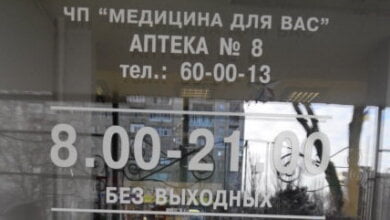 ЧП “МЕДИЦИНА ДЛЯ ВАС”
АПТЕКА № 8
тел.: 60-00-13
8.00-21.00
БЕЗ ВЫХОДНЫХ